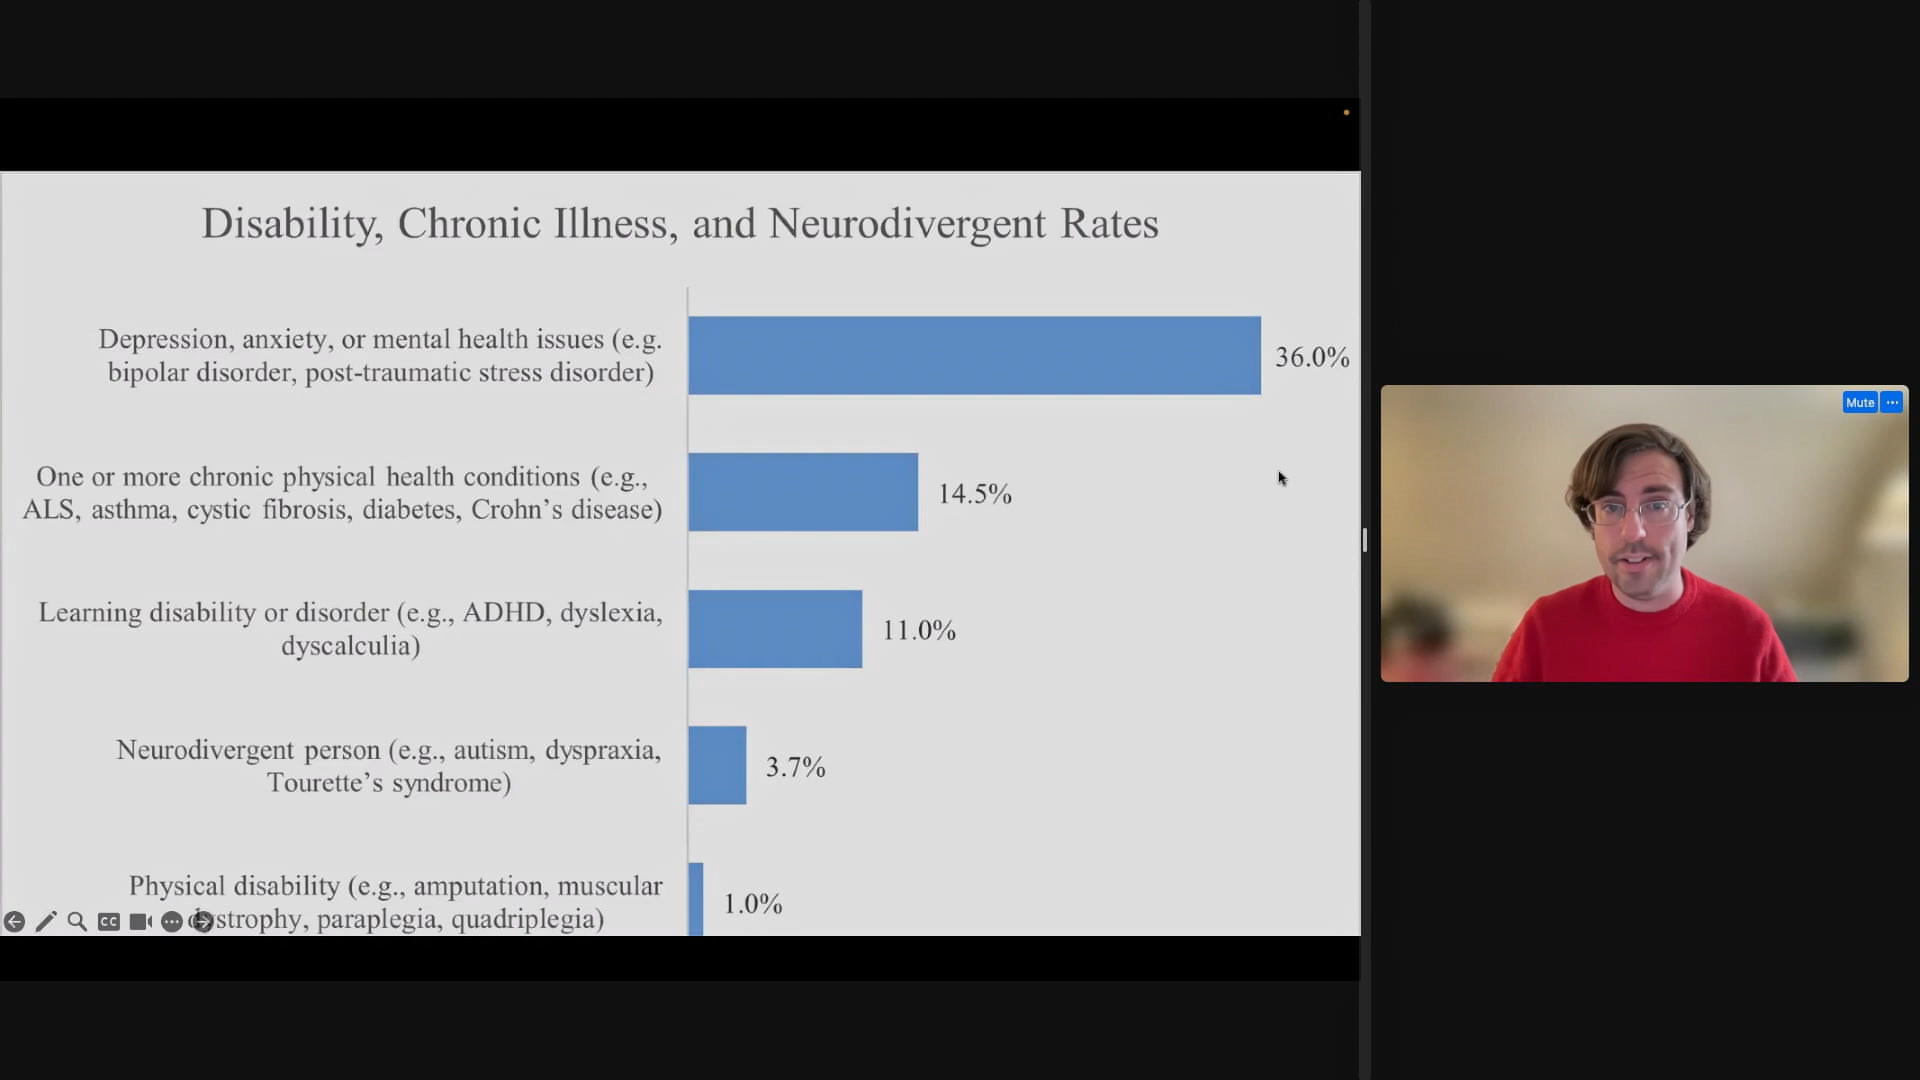 Disability, Chronic Illness, and Neurodivergent Rates
Depression, anxiety, or mental health issues (e.g.
bipolar disorder, post-traumatic stress disorder)
36.0%
One or more chronic physical health conditions (e.g.,
ALS, asthma, cystic fibrosis, diabetes, Crohn’s disease)
14.5%
Learning disability or disorder (e.g., ADHD, dyslexia,
dyscalculia)
11.0%
Neurodivergent person (e.g., autism, dyspraxia,
Tourette’s syndrome)
3.7%
Physical disability (e.g., amputation, muscular
dystrophy, paraplegia, quadriplegia)
1.0%
CC
Mute